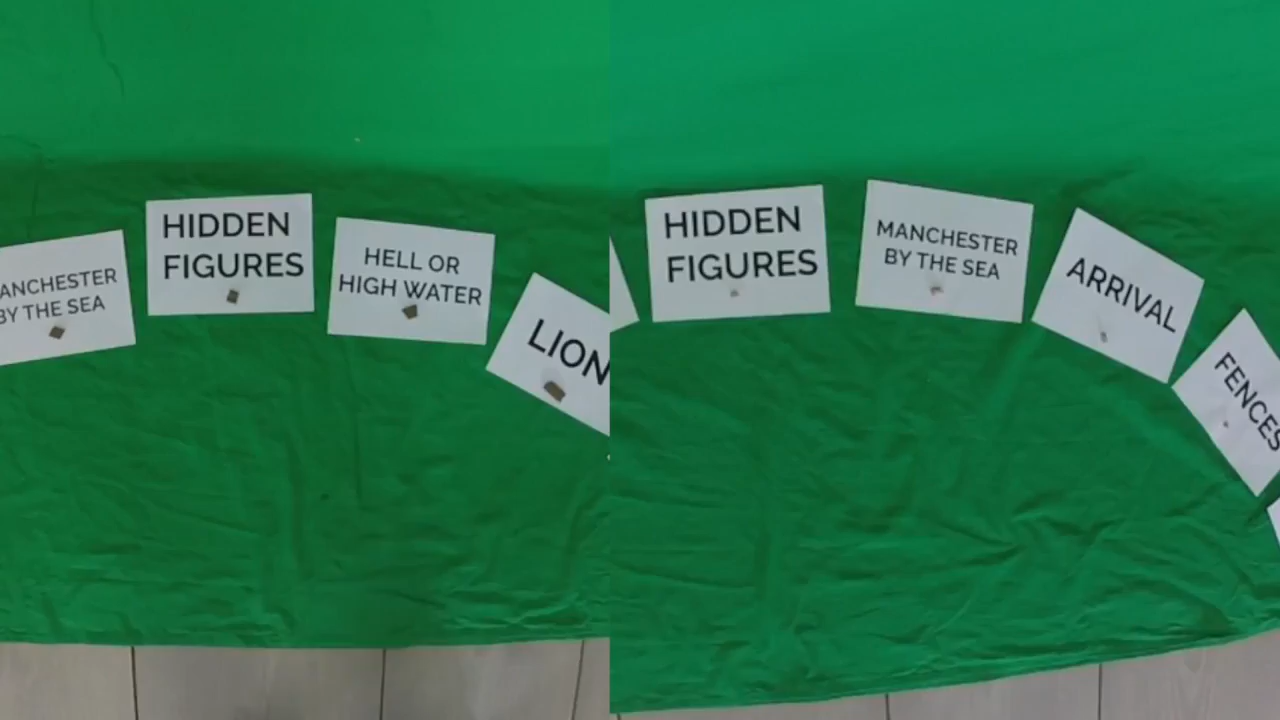 ANCHESTER
BY THE SEA
HIDDEN
FIGURES
HELL OR
HIGH WATER
LION
HIDDEN
FIGURES
MANCHESTER
BY THE SEA
ARRIVAL
FENCES